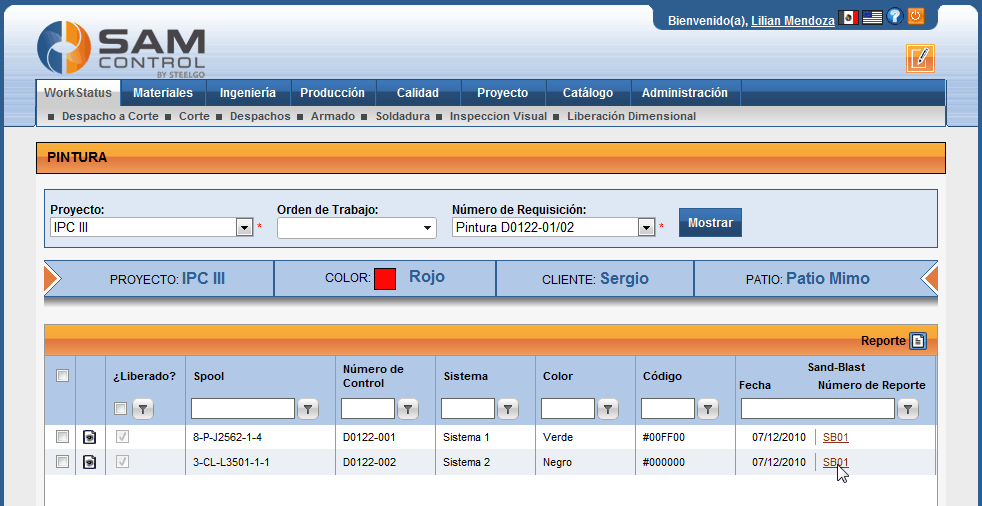 Bienvenido(a), Lilian Mendoza
SAM
CONTROL
BY STEELGO
WorkStatus Materiales Ingeniería Producción Calidad Proyecto Catálogo Administración
Despacho a Corte Corte Despachos Armado Soldadura Inspeccion Visual Liberación Dimensional
PINTURA
Proyecto: Orden de Trabajo: Número de Requisición:
IPC III * Pintura D0122-01/02 * Mostrar
PROYECTO: IPC III COLOR: Rojo CLIENTE: Sergio PATIO: Patio Mimo
Reporte
¿Liberado? Spool Número de Control Sistema Color Código Sand-Blast
Fecha Número de Reporte
8-P-J2562-1-4 D0122-001 Sistema 1 Verde #00FF00 07/12/2010 SB01
3-CL-L3501-1-1 D0122-002 Sistema 2 Negro #000000 07/12/2010 SB01